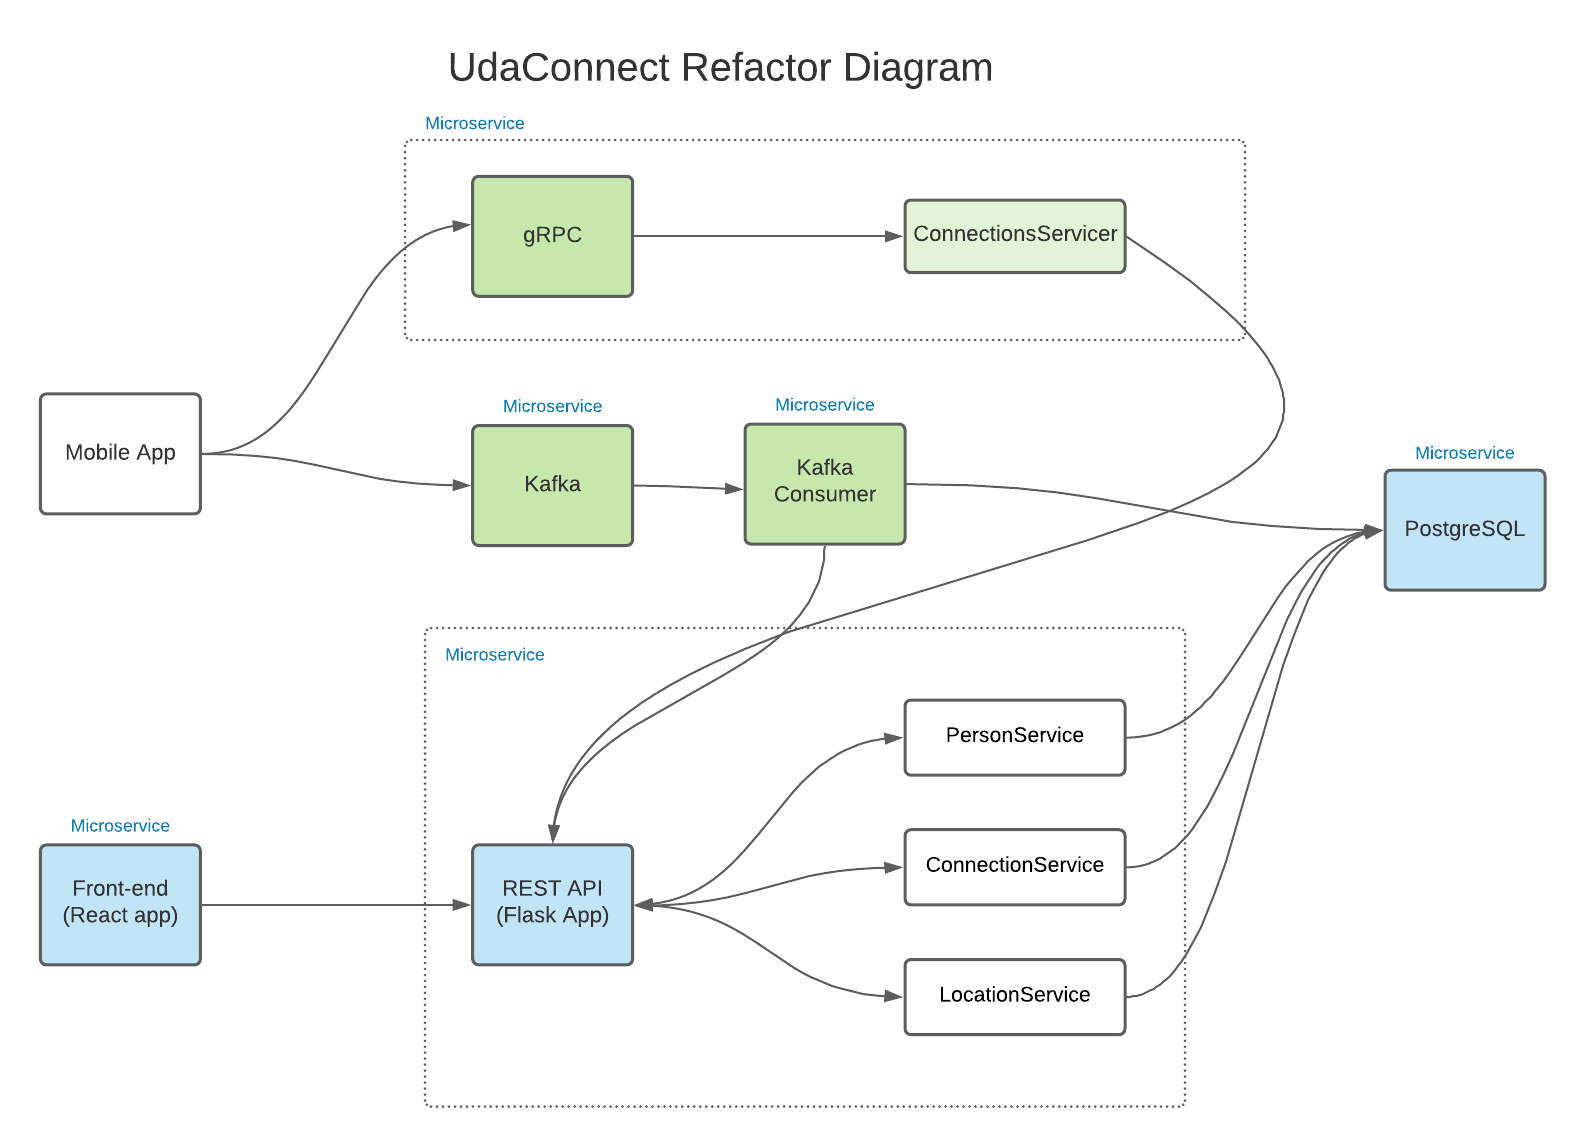 UdaConnect Refactor Diagram
Microservice
gRPC
ConnectionsServicer
Mobile App
Microservice
Kafka
Microservice
Kafka
Consumer
Microservice
PostgreSQL
Microservice
PersonService
Microservice
Front-end
(React app)
REST API
(Flask App)
ConnectionService
LocationService